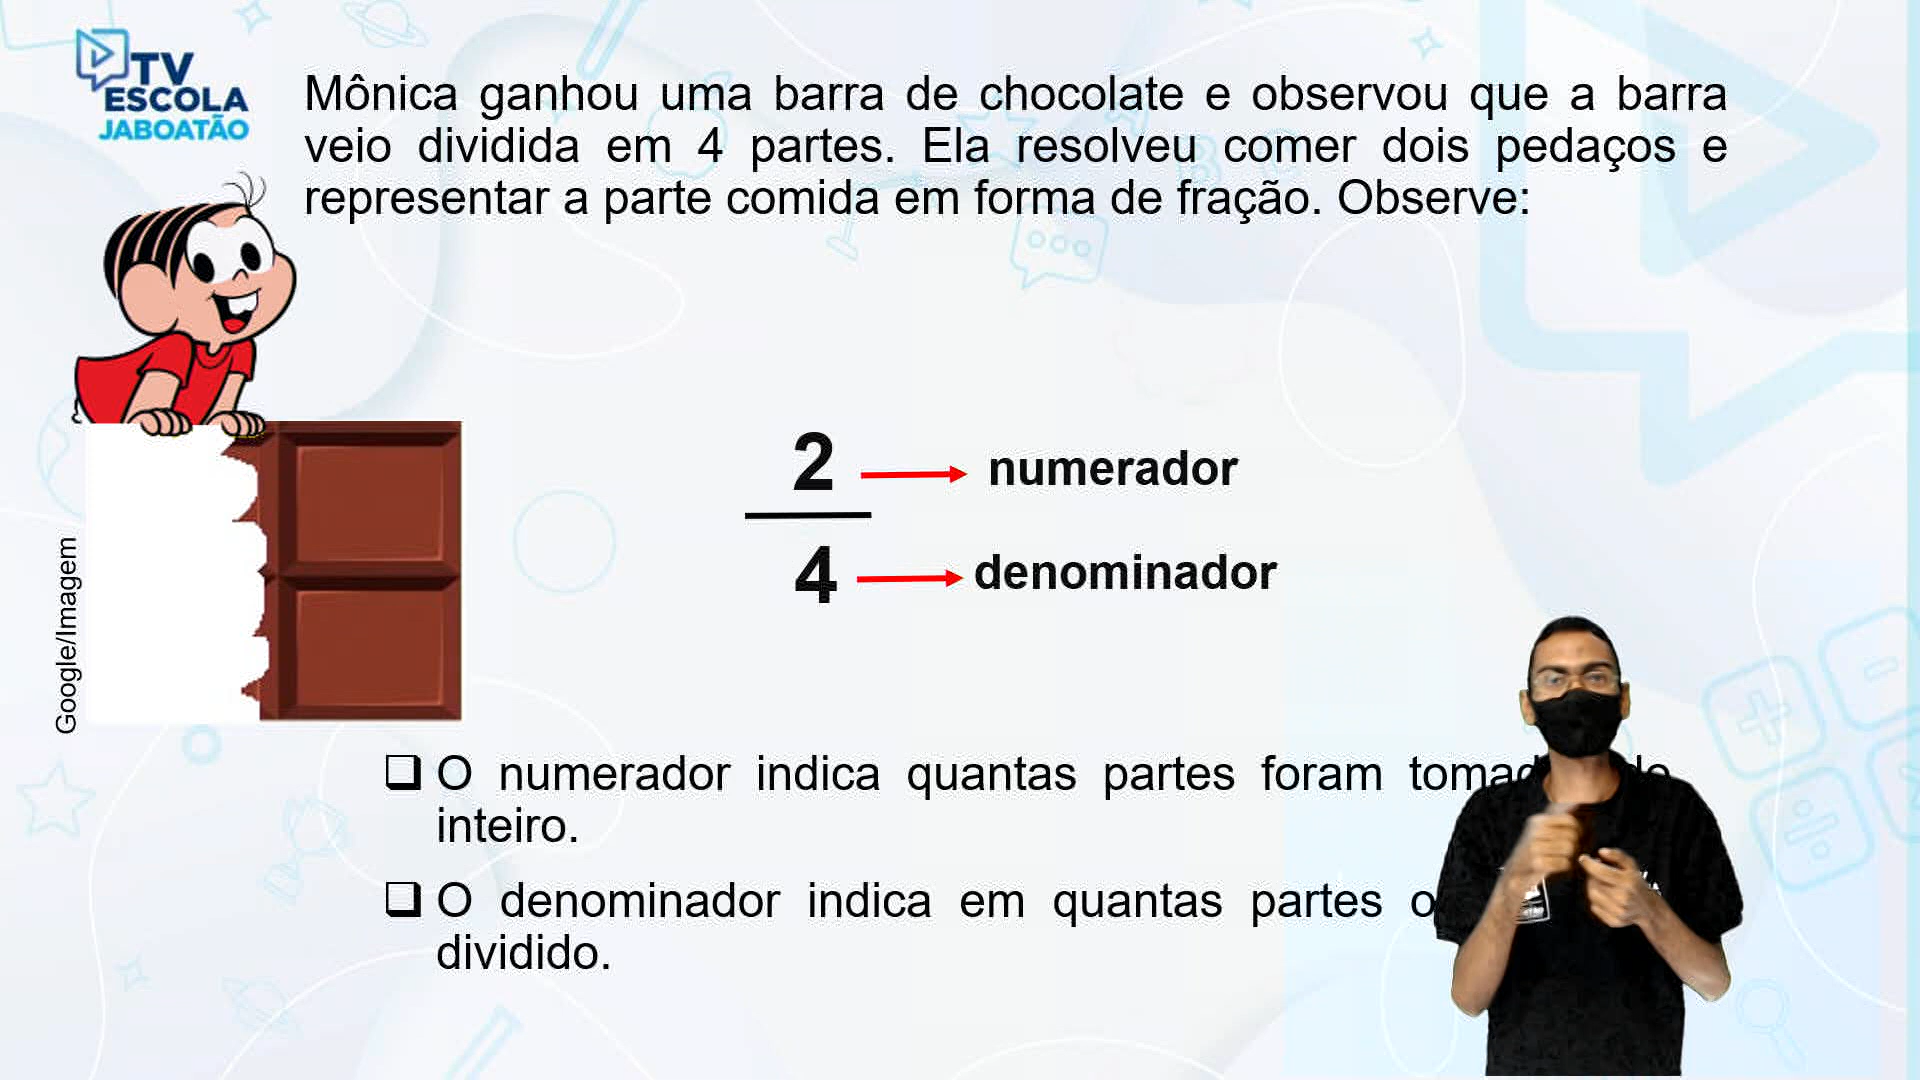 TV
ESCOLA
JABOATÃO
Mônica ganhou uma barra de chocolate e observou que a barra
veio dividida em 4 partes. Ela resolveu comer dois pedaços e
representar a parte comida em forma de fração. Observe:
2 numerador
4 denominador
Google/Imagem
O numerador indica quantas partes foram
inteiro.
O denominador indica em quantas partes o
dividido.